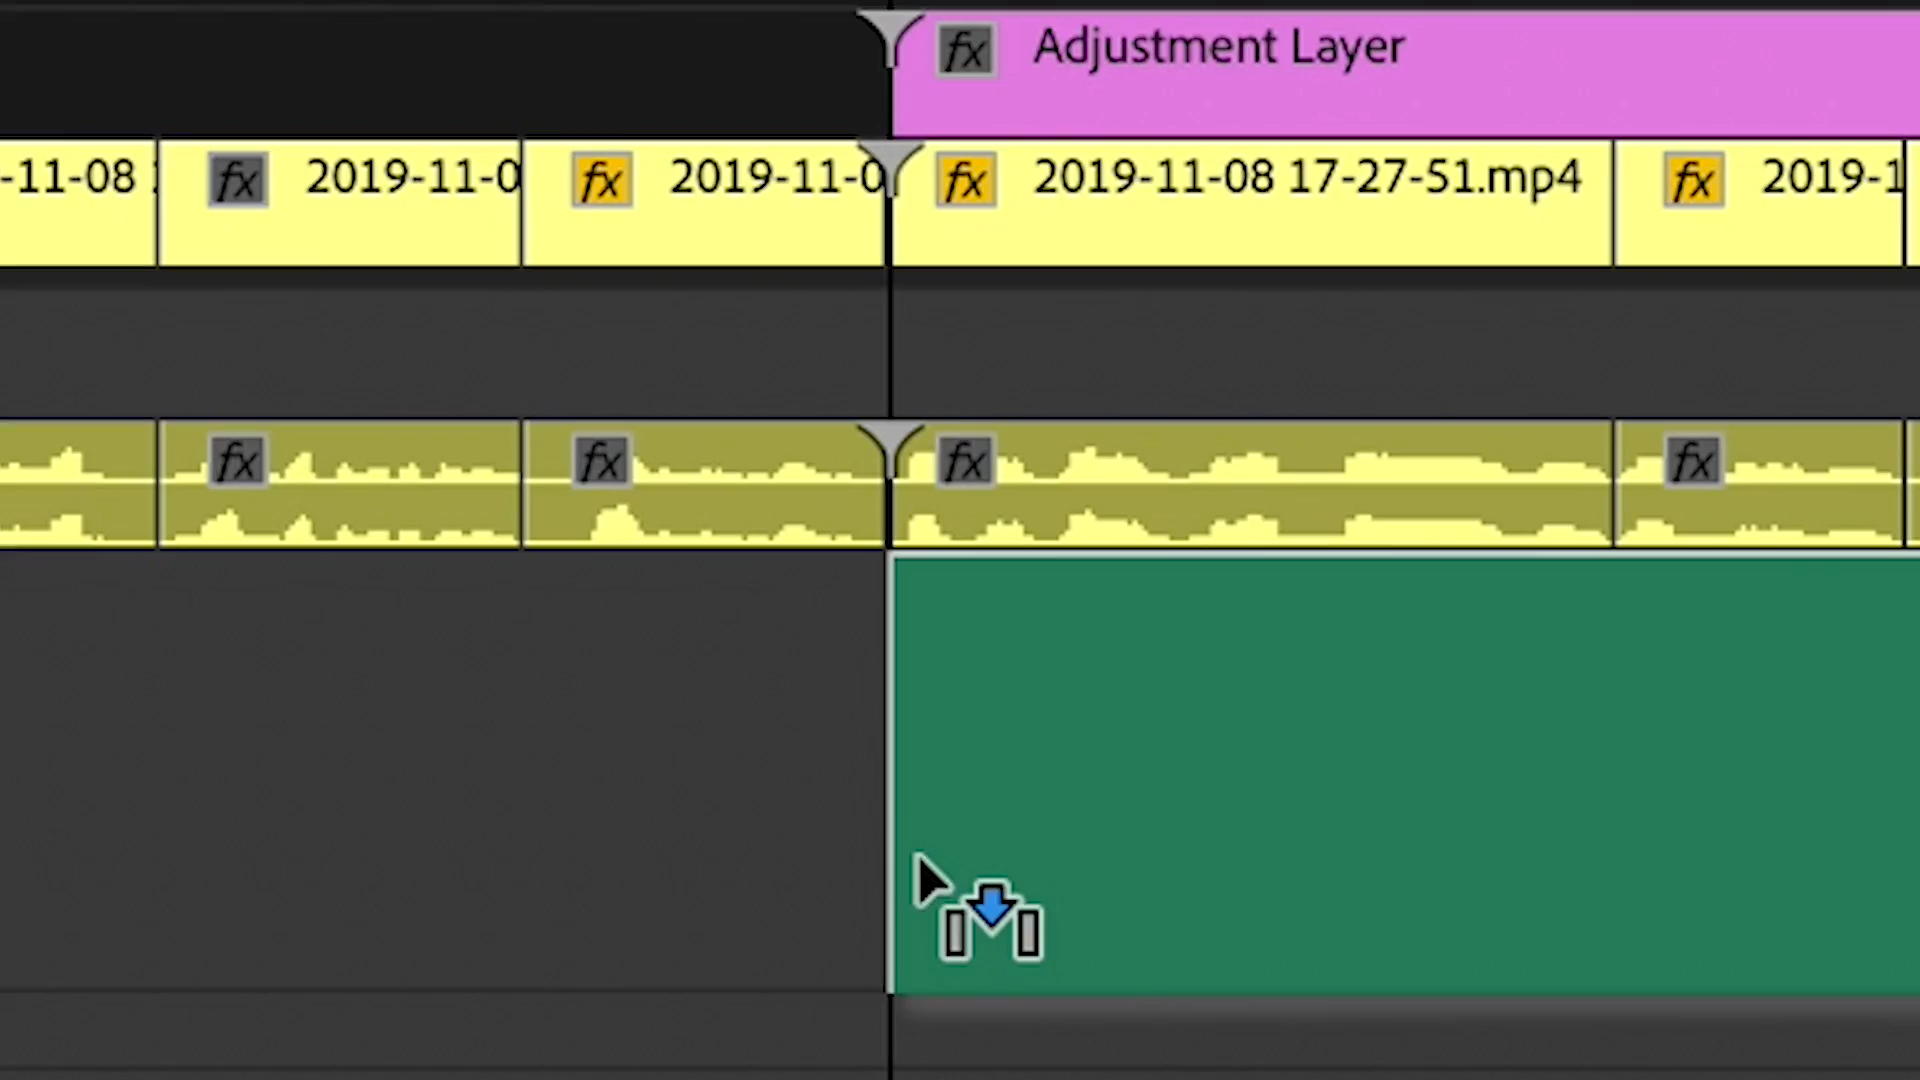 fx Adjustment Layer
-11-08 fx 2019-11-0 fx 2019-11-0 fx 2019-11-08 17-27-51.mp4 fx 2019-1
fx fx fx fx